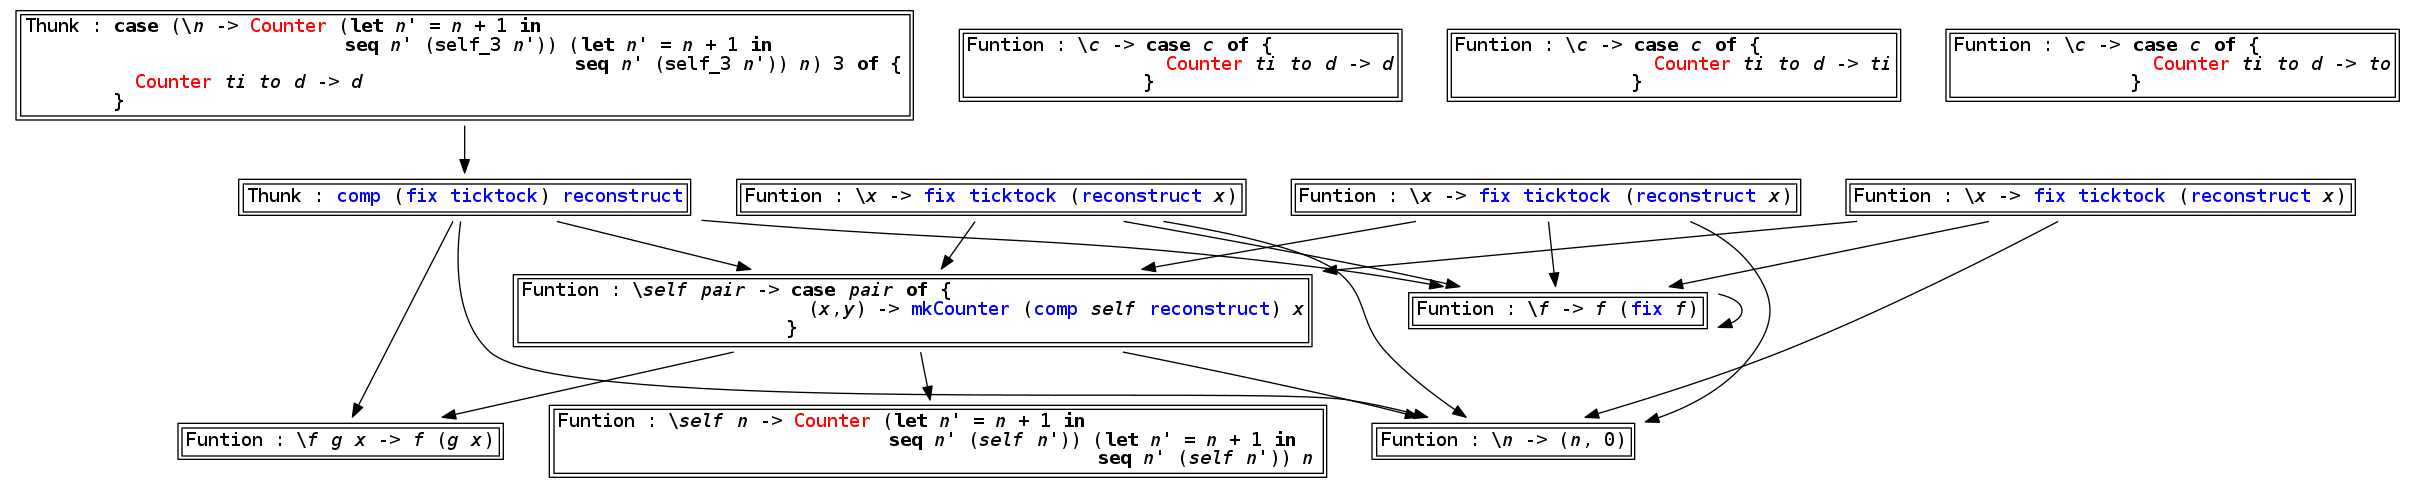 Thunk : case (\n -> Counter (let n' = n + 1 in
seq n' (self_3 n')) (let n' = n + 1 in
seq n' (self_3 n')) n) 3 of {
Counter ti to d -> d
}
Funtion : \c -> case c of {
Counter ti to d -> d
}
Funtion : \c -> case c of {
Counter ti to d -> ti
}
Funtion : \c -> case c of {
Counter ti to d -> to
}
Thunk : comp (fix ticktock) reconstruct
Funtion : \x -> fix ticktock (reconstruct x)
Funtion : \x -> fix ticktock (reconstruct x)
Funtion : \x -> fix ticktock (reconstruct x)
Funtion : \self pair -> case pair of {
(x,y) -> mkCounter (comp self reconstruct) x
}
Funtion : \f -> f (fix f)
Funtion : \f g x -> f (g x)
Funtion : \self n -> Counter (let n' = n + 1 in
seq n' (self n')) (let n' = n + 1 in
seq n' (self n')) n
Funtion : \n -> (n, 0)